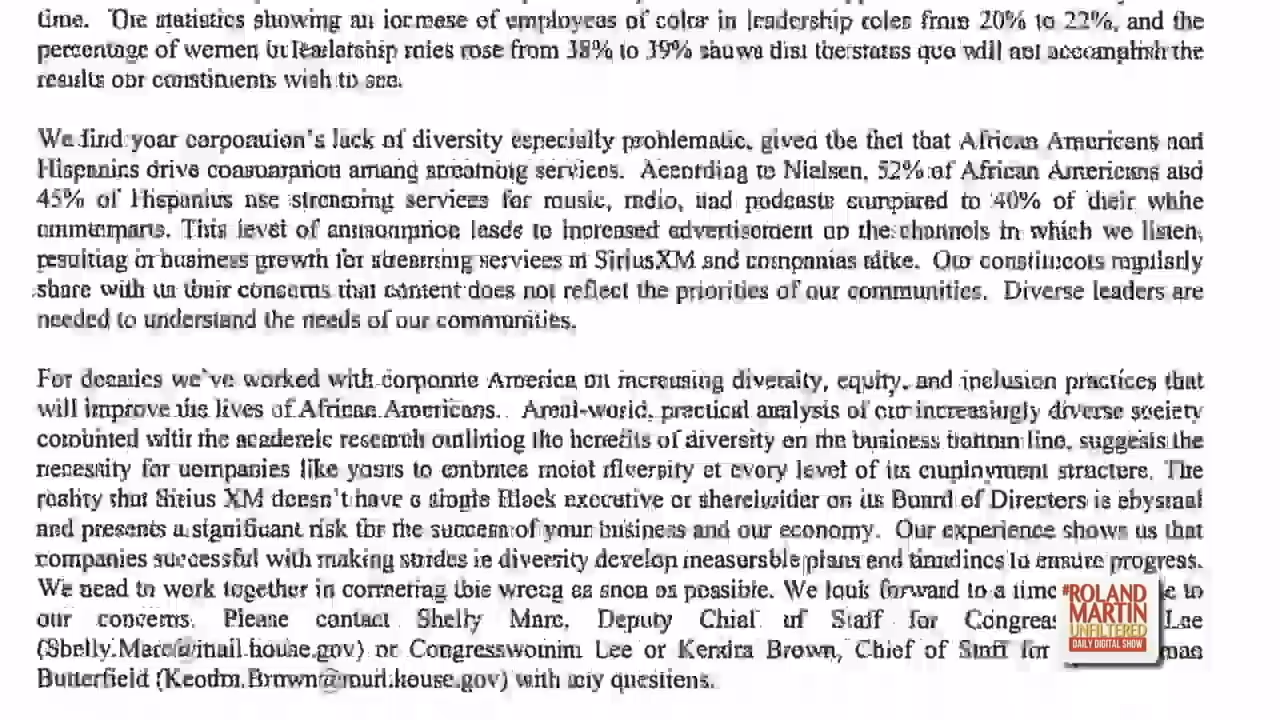 time. The statistics showing an increase of employees of color in leadership roles from 20% to 22%, and the
percentage of women in leadership roles rose from 38% to 39% shows that the status quo will not accomplish the
results our constituents wish to see.
We find your corporation's lack of diversity especially problematic, given the fact that African Americans and
Hispanics drive consumption among streaming services. According to Nielsen, 52% of African Americans and
45% of Hispanics use streaming services for music, radio, and podcasts compared to 40% of their white
counterparts. This level of consumption leads to increased advertisement on the channels in which we listen,
resulting in business growth for streaming services at SiriusXM and companies alike. Our constituents regularly
share with us their concerns that content does not reflect the priorities of our communities. Diverse leaders are
needed to understand the needs of our communities.
For decades we've worked with corporate America on increasing diversity, equity, and inclusion practices that
will improve the lives of African Americans. A real-world, practical analysis of our increasingly diverse society
combined with the academic research outlining the benefits of diversity on the business bottom line, suggests the
necessity for companies like yours to embrace racial diversity at every level of its employment structure. The
reality that Sirius XM doesn't have a single Black executive or shareholder on its Board of Directors is abysmal
and presents a significant risk for the success of your business and our economy. Our experience shows us that
companies successful with making strides in diversity develop measurable plans and timelines to ensure progress.
We need to work together in correcting this wrong as soon as possible. We look forward to a time to
our concerns. Please contact Shelly Deputy Chief of Staff for Lee
or Congresswoman Lee or Kendra Brown, Chief of Staff for
Butterfield with any questions.
#ROLAND
MARTIN
UNFILTERED
DAILY DIGITAL SHOW